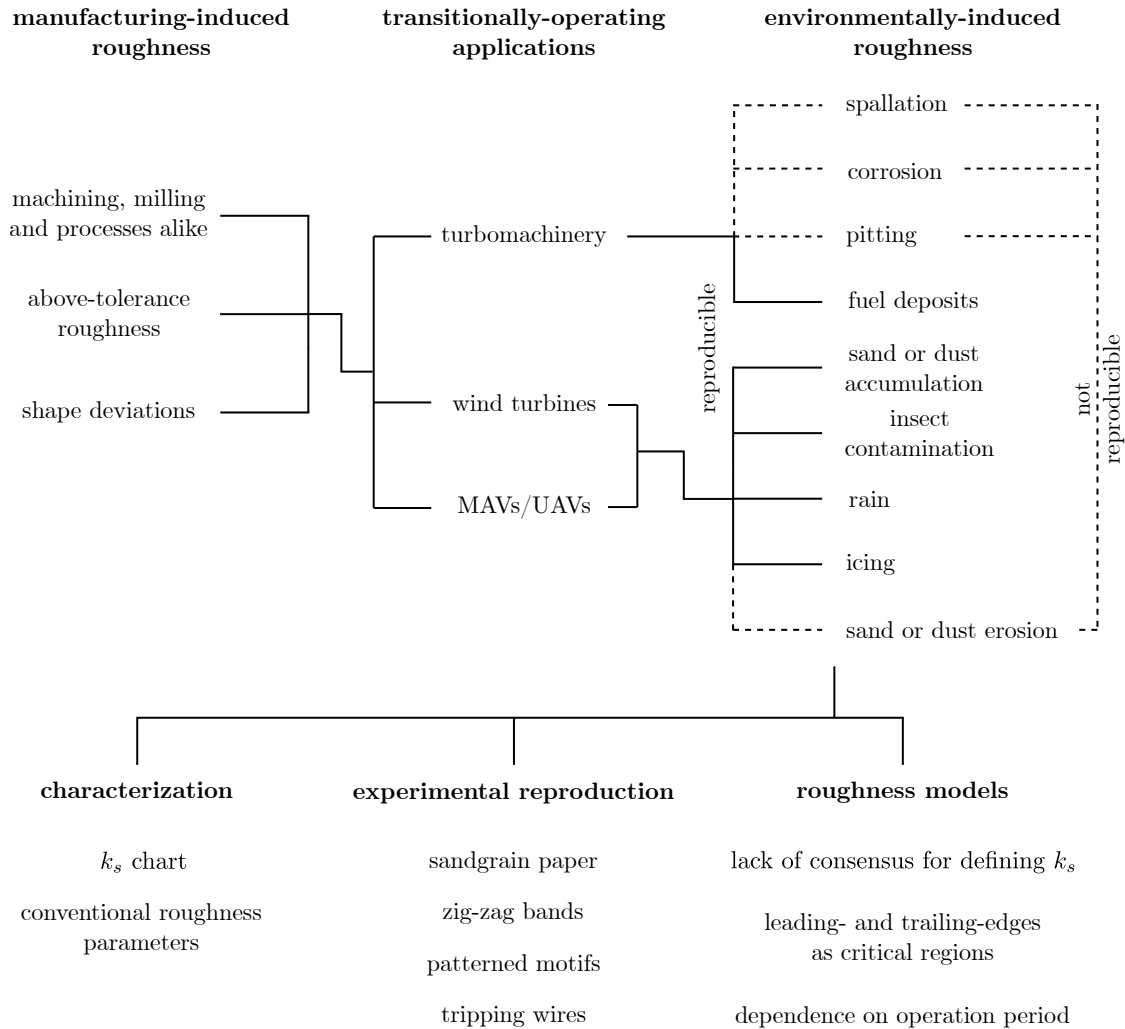 manufacturing-induced
roughness
transitionally-operating
applications
environmentally-induced
roughness
machining, milling
and processes alike
above-tolerance
roughness
shape deviations
turbomachinery
wind turbines
MAVs/UAVs
reproducible
spallation
corrosion
pitting
fuel deposits
sand or dust
accumulation
insect
contamination
rain
icing
sand or dust erosion
not
reproducible
characterization
k_s chart
conventional roughness
parameters
experimental reproduction
sandgrain paper
zig-zag bands
patterned motifs
tripping wires
roughness models
lack of consensus for defining k_s
leading- and trailing-edges
as critical regions
dependence on operation period